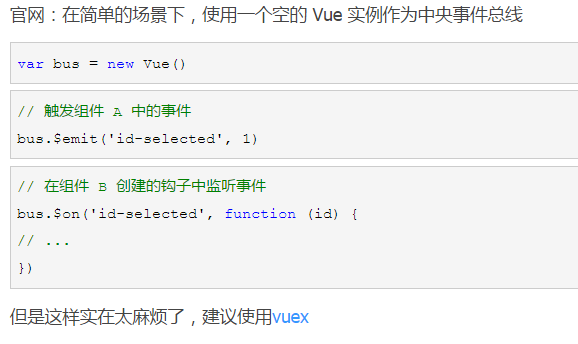 官网：在简单的场景下，使用一个空的 Vue 实例作为中央事件总线
var bus = new Vue()
// 触发组件 A 中的事件
bus.$emit('id-selected', 1)
// 在组件 B 创建的钩子中监听事件
bus.$on('id-selected', function (id) {
// ...
})
但是这样实在太麻烦了，建议使用vuex